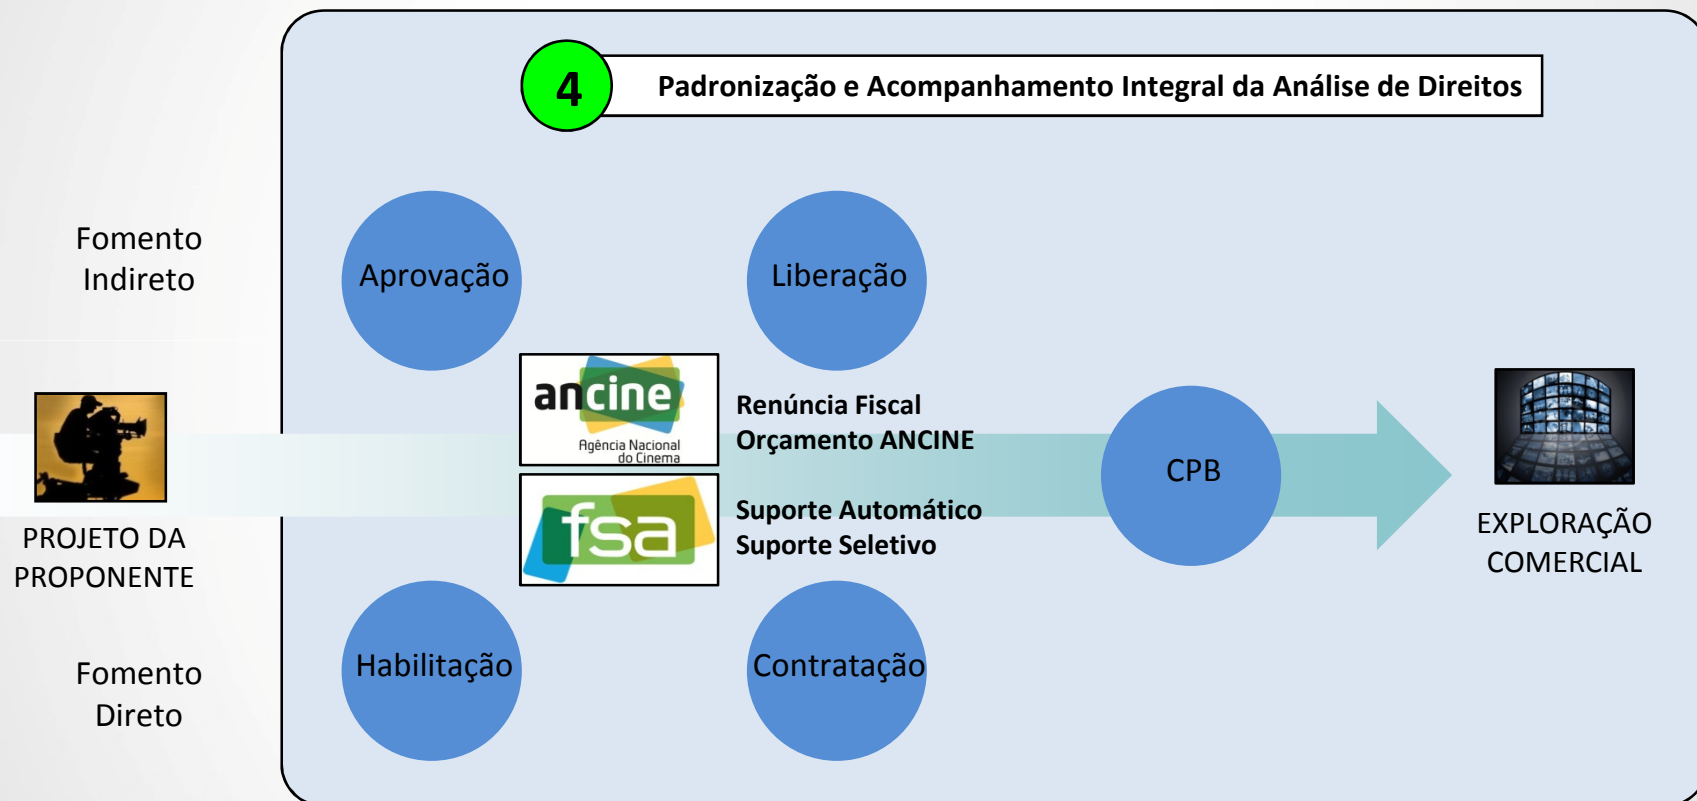 4
Padronização e Acompanhamento Integral da Análise de Direitos
Fomento
Indireto
Aprovação
Liberação
ancine
Agência Nacional
do Cinema
Renúncia Fiscal
Orçamento ANCINE
fsa
Suporte Automático
Suporte Seletivo
CPB
PROJETO DA
PROPONENTE
EXPLORAÇÃO
COMERCIAL
Fomento
Direto
Habilitação
Contratação